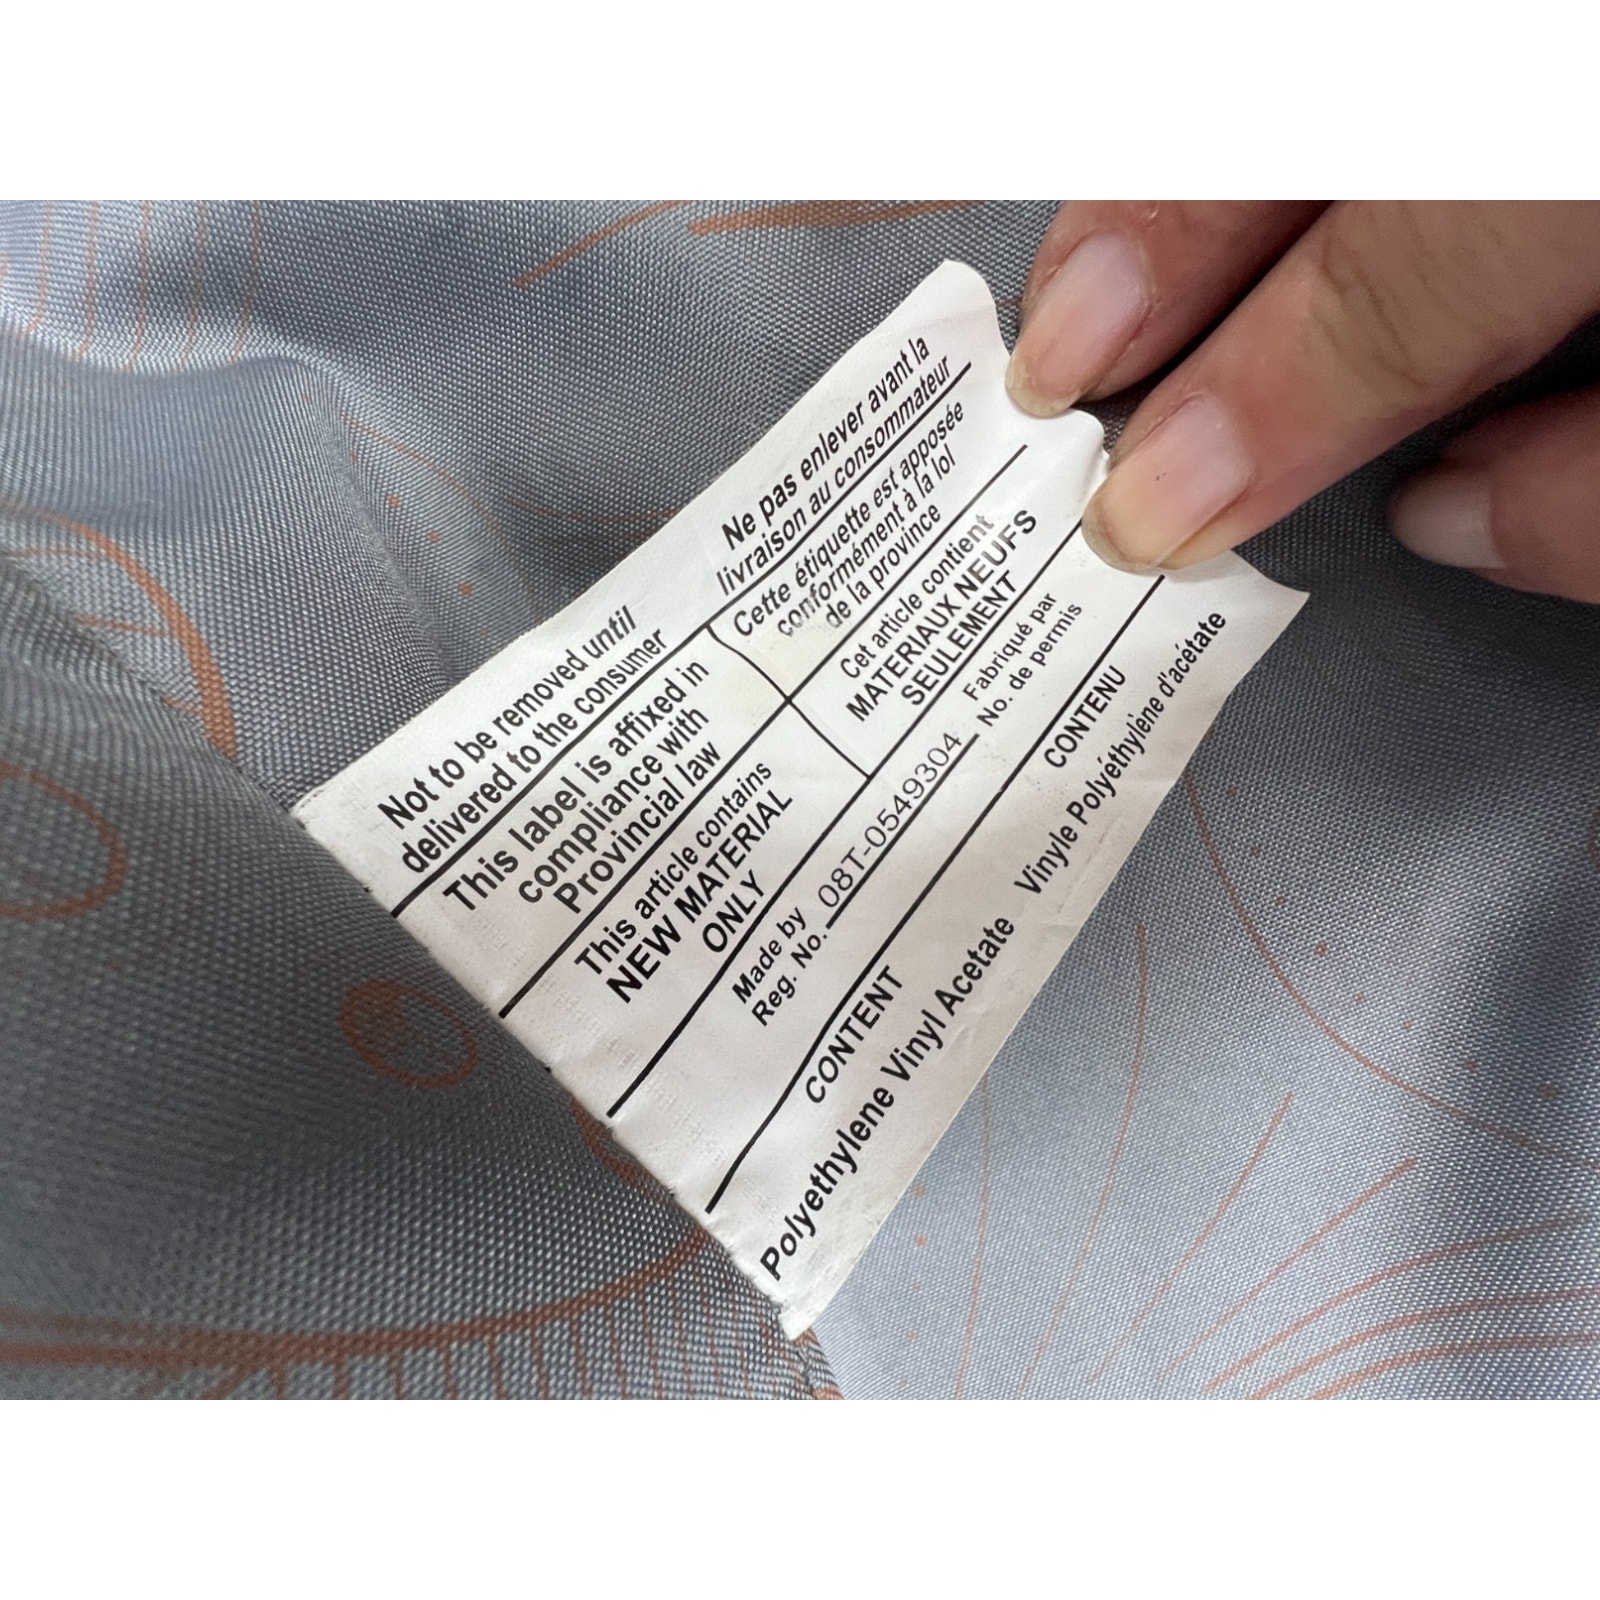 Not to be removed until
delivered to the consumer
Ne pas enlever avant la
livraison au consommateur
This label is affixed in
compliance with
Provincial law
Cette étiquette est apposée
conformément à la lol
de la province
This article contains
NEW MATERIAL
ONLY
Cet article contient
MATERIAUX NEUFS
SEULEMENT
Made by
Reg. No. 08T-0549304
Fabriqué par
No. de permis
CONTENT
Polyethylene Vinyl Acetate
CONTENU
Vinyle Polyéthylène d'acétate